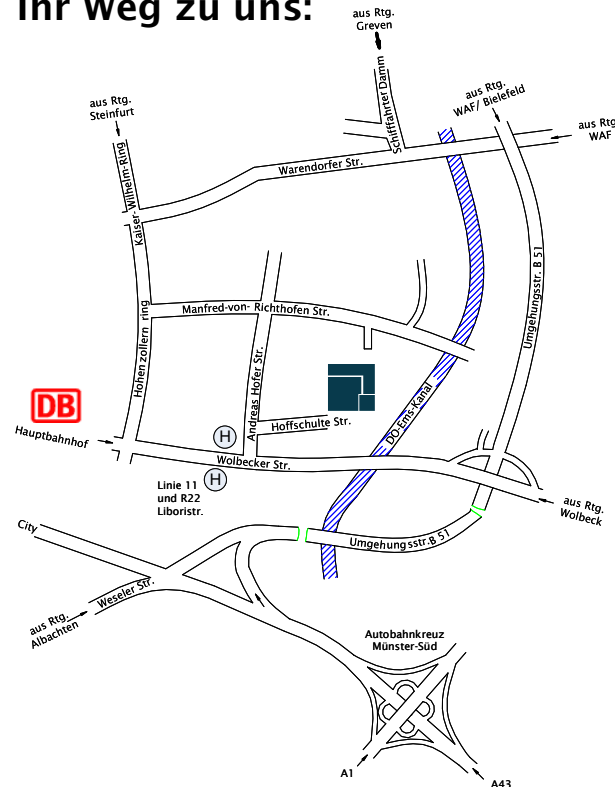 Ihr Weg zu uns:
aus Rtg.
Greven
Schifffahrter Damm
aus Rtg.
WAF/ Bielefeld
aus Rtg.
WAF
aus Rtg.
Steinfurt
Kaiser-Wilhelm-Ring
Warendorfer Str.
Umgehungsstr. B 51
Manfred-von- Richthofen Str.
Hohenzollern ring
Andreas Hofer Str.
DB
Hauptbahnhof
Hoffschulte Str.
DO-Ems-Kanal
H
Wolbecker Str.
H
Linie 11
und R22
Liboristr.
aus Rtg.
Wolbeck
City
Umgehungsstr.B 51
Weseler Str.
aus Rtg.
Albachten
Autobahnkreuz
Münster-Süd
A1
A43